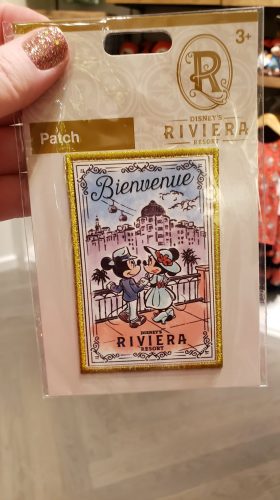 R
3+
DISNEY'S
RIVIERA
RESORT
Patch
Bienvenue
DISNEY'S
RIVIERA
RESORT